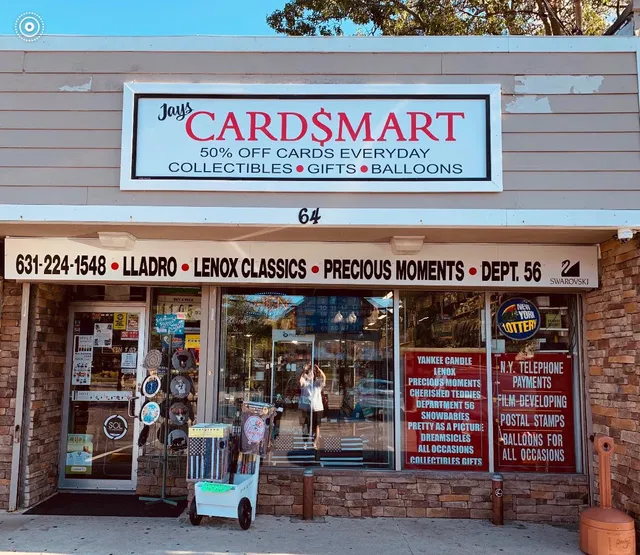 Jays
CARD$MART
50% OFF CARDS EVERYDAY
COLLECTIBLES • GIFTS • BALLOONS
64
631-224-1548 • LLADRO • LENOX CLASSICS • PRECIOUS MOMENTS • DEPT. 56
SWAROVSKI
NEW
YORK
LOTTERY
YANKEE CANDLE
LENOX
PRECIOUS MOMENTS
CHERISHED TEDDIES
DEPARTMENT 56
SNOWBABIES
PRETTY AS A PICTURE
DREAMSICLES
ALL OCCASIONS
COLLECTIBLES GIFTS
N.Y. TELEPHONE
PAYMENTS
FILM DEVELOPING
POSTAL STAMPS
BALLOONS FOR
ALL OCCASIONS
SOL